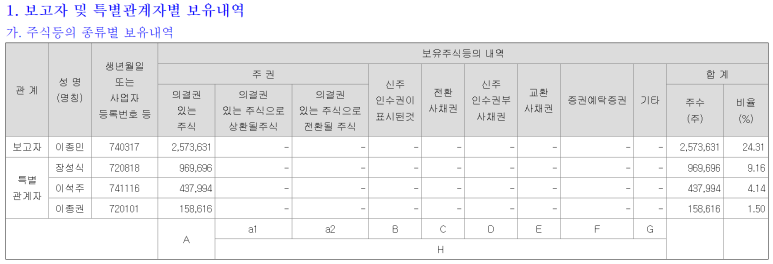 1. 보고자 및 특별관계자별 보유내역
가. 주식등의 종류별 보유내역
관 계 성 명 (명칭) 생년월일 또는 사업자 등록번호 등 보유주식등의 내역
주 권 신주 인수권이 표시된것 전환 사채권 신주 인수권부 사채권 교환 사채권 증권예탁증권 기타 합 계
의결권 있는 주식 의결권 있는 주식으로 상환될주식 의결권 있는 주식으로 전환될 주식 주수 (주) 비율 (%)
보고자 이종민 740317 2,573,631 - - - - - - - - 2,573,631 24.31
특별 관계자 장성식 720818 969,696 - - - - - - - - 969,696 9.16
이석주 741116 437,994 - - - - - - - - 437,994 4.14
이종권 720101 158,616 - - - - - - - - 158,616 1.50
A a1 a2 B C D E F G
H